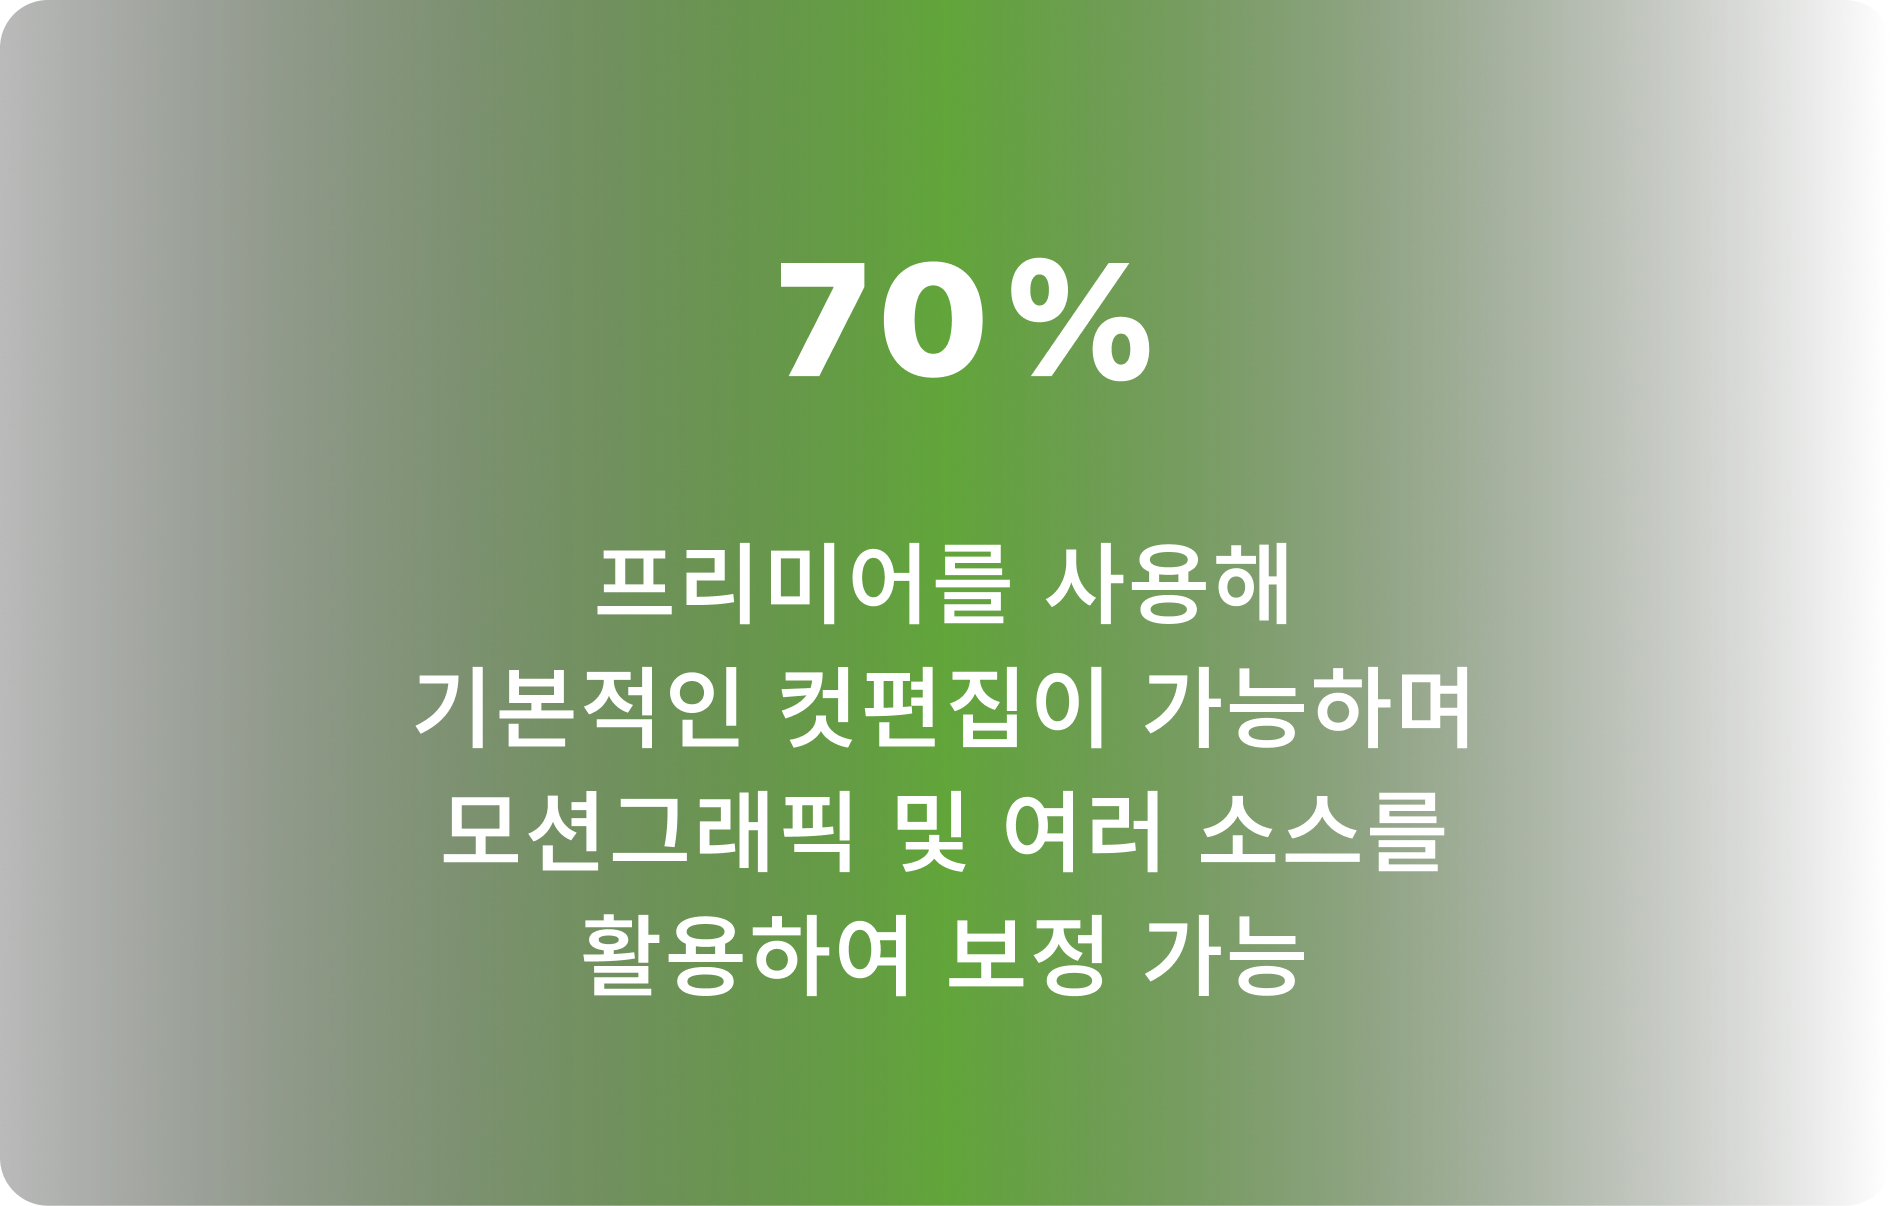 70%
프리미어를 사용해
기본적인 컷편집이 가능하며
모션그래픽 및 여러 소스를
활용하여 보정 가능